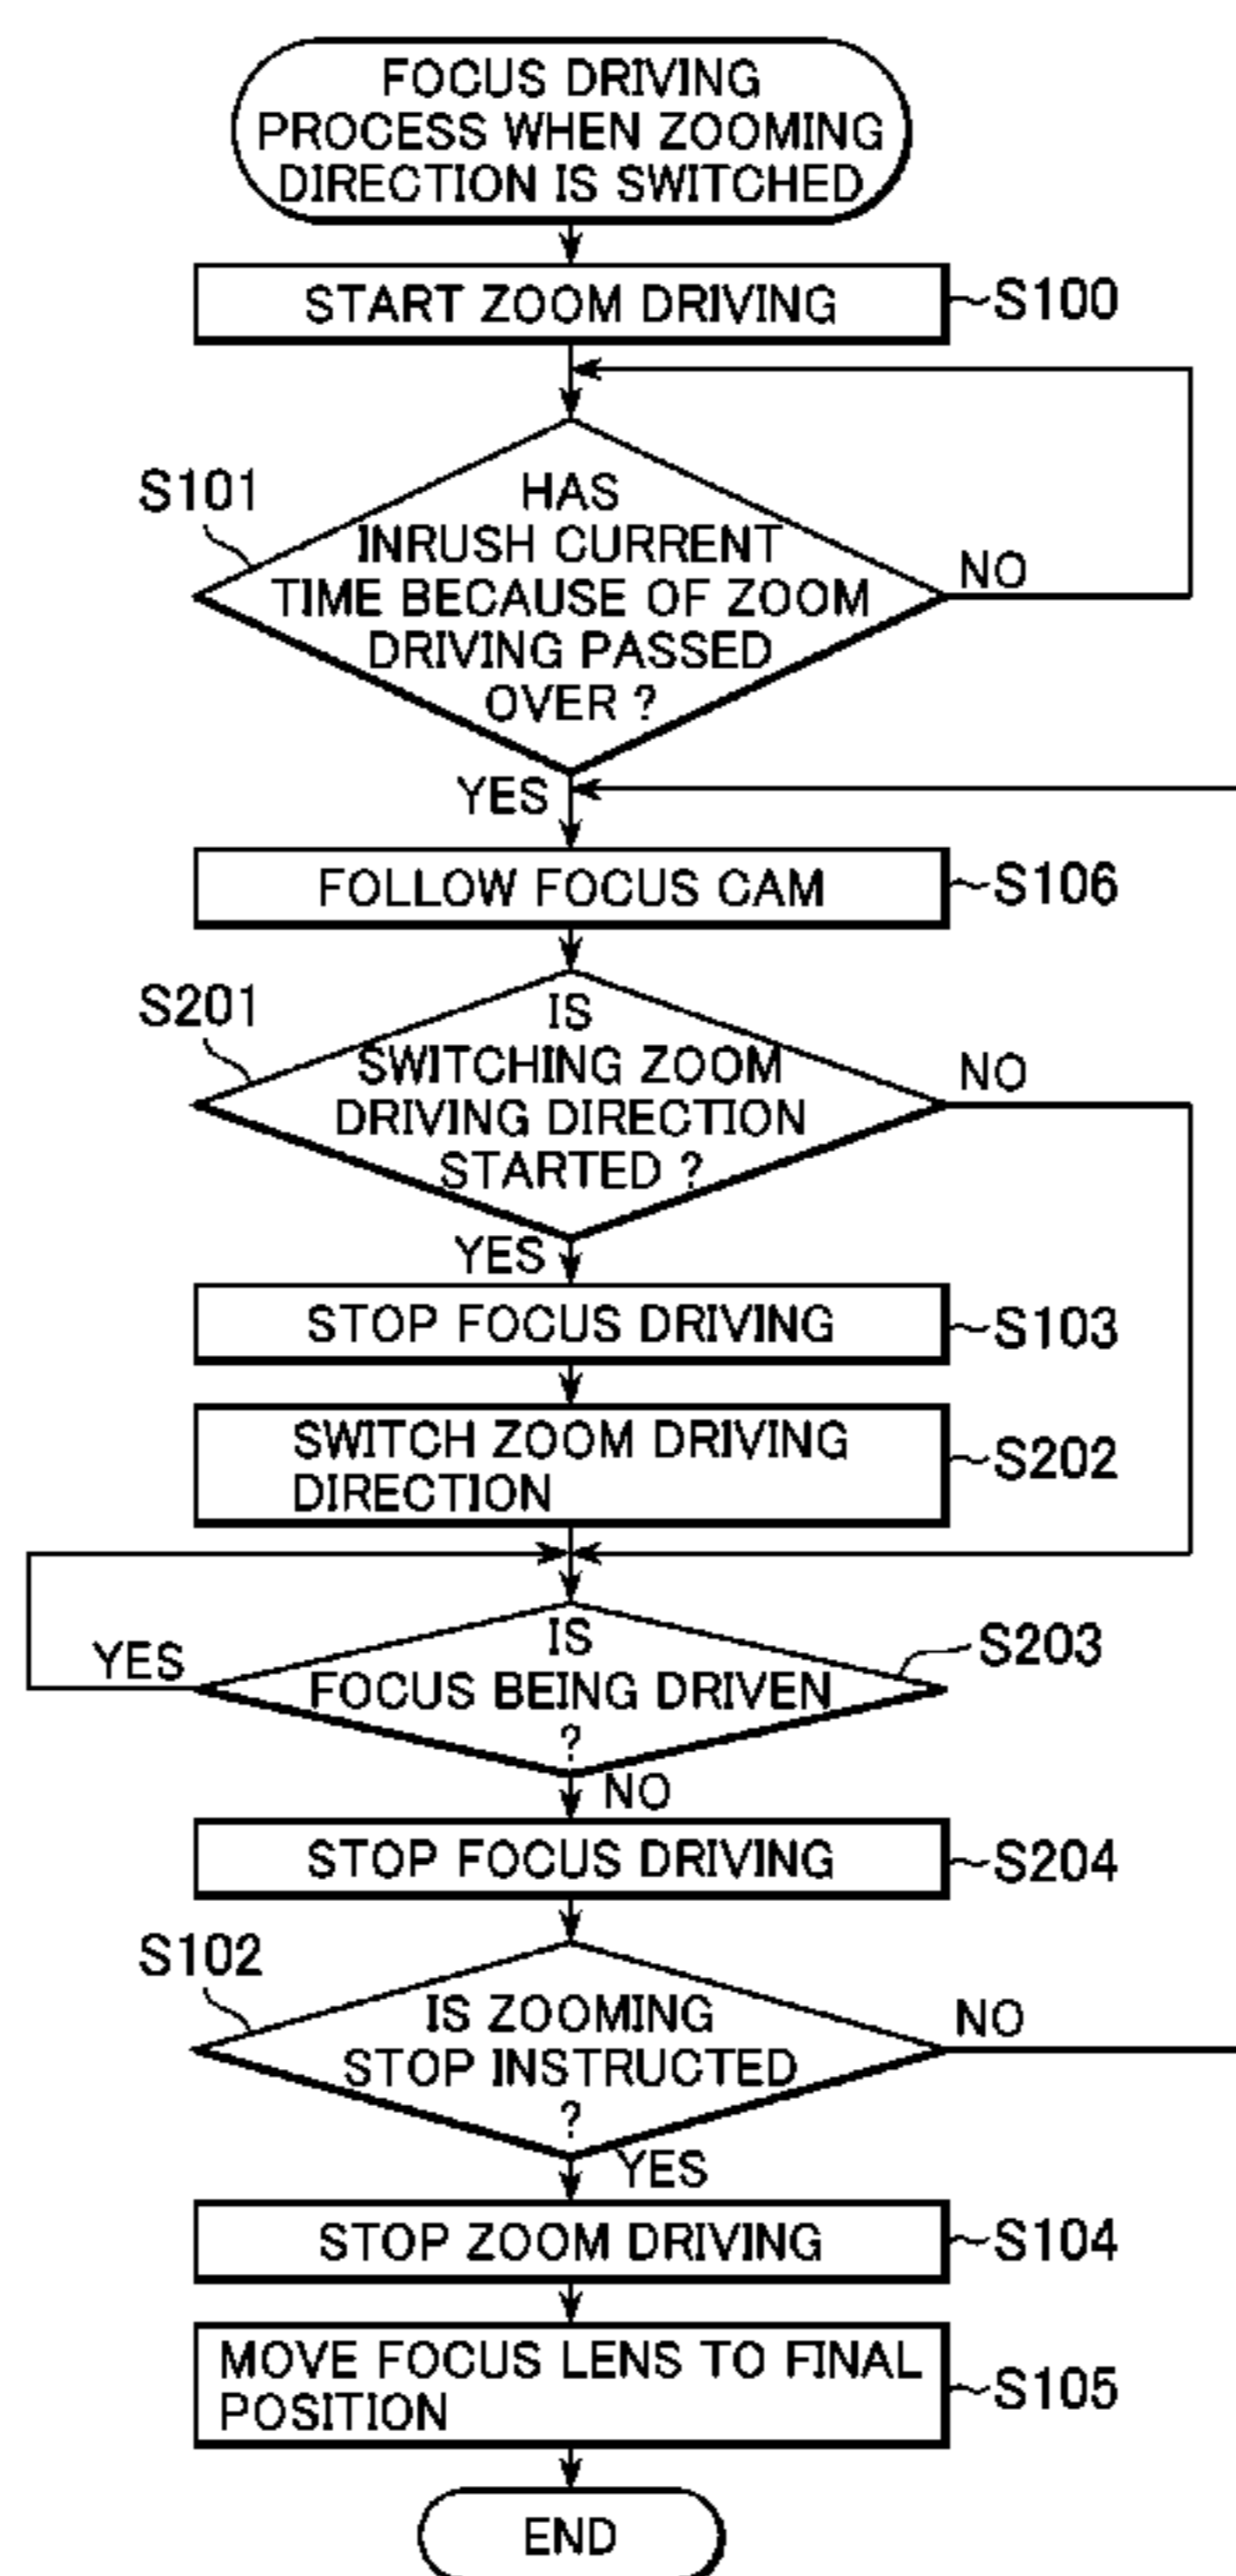 FOCUS DRIVING
PROCESS WHEN ZOOMING
DIRECTION IS SWITCHED
START ZOOM DRIVING
S100
S101
HAS
INRUSH CURRENT
TIME BECAUSE OF ZOOM
DRIVING PASSED
OVER ?
NO
YES
FOLLOW FOCUS CAM
S106
S201
IS
SWITCHING ZOOM
DRIVING DIRECTION
STARTED ?
NO
YES
STOP FOCUS DRIVING
S103
SWITCH ZOOM DRIVING
DIRECTION
S202
IS
FOCUS BEING DRIVEN
?
S203
YES
NO
STOP FOCUS DRIVING
S204
S102
IS ZOOMING
STOP INSTRUCTED
?
NO
YES
STOP ZOOM DRIVING
S104
MOVE FOCUS LENS TO FINAL
POSITION
S105
END